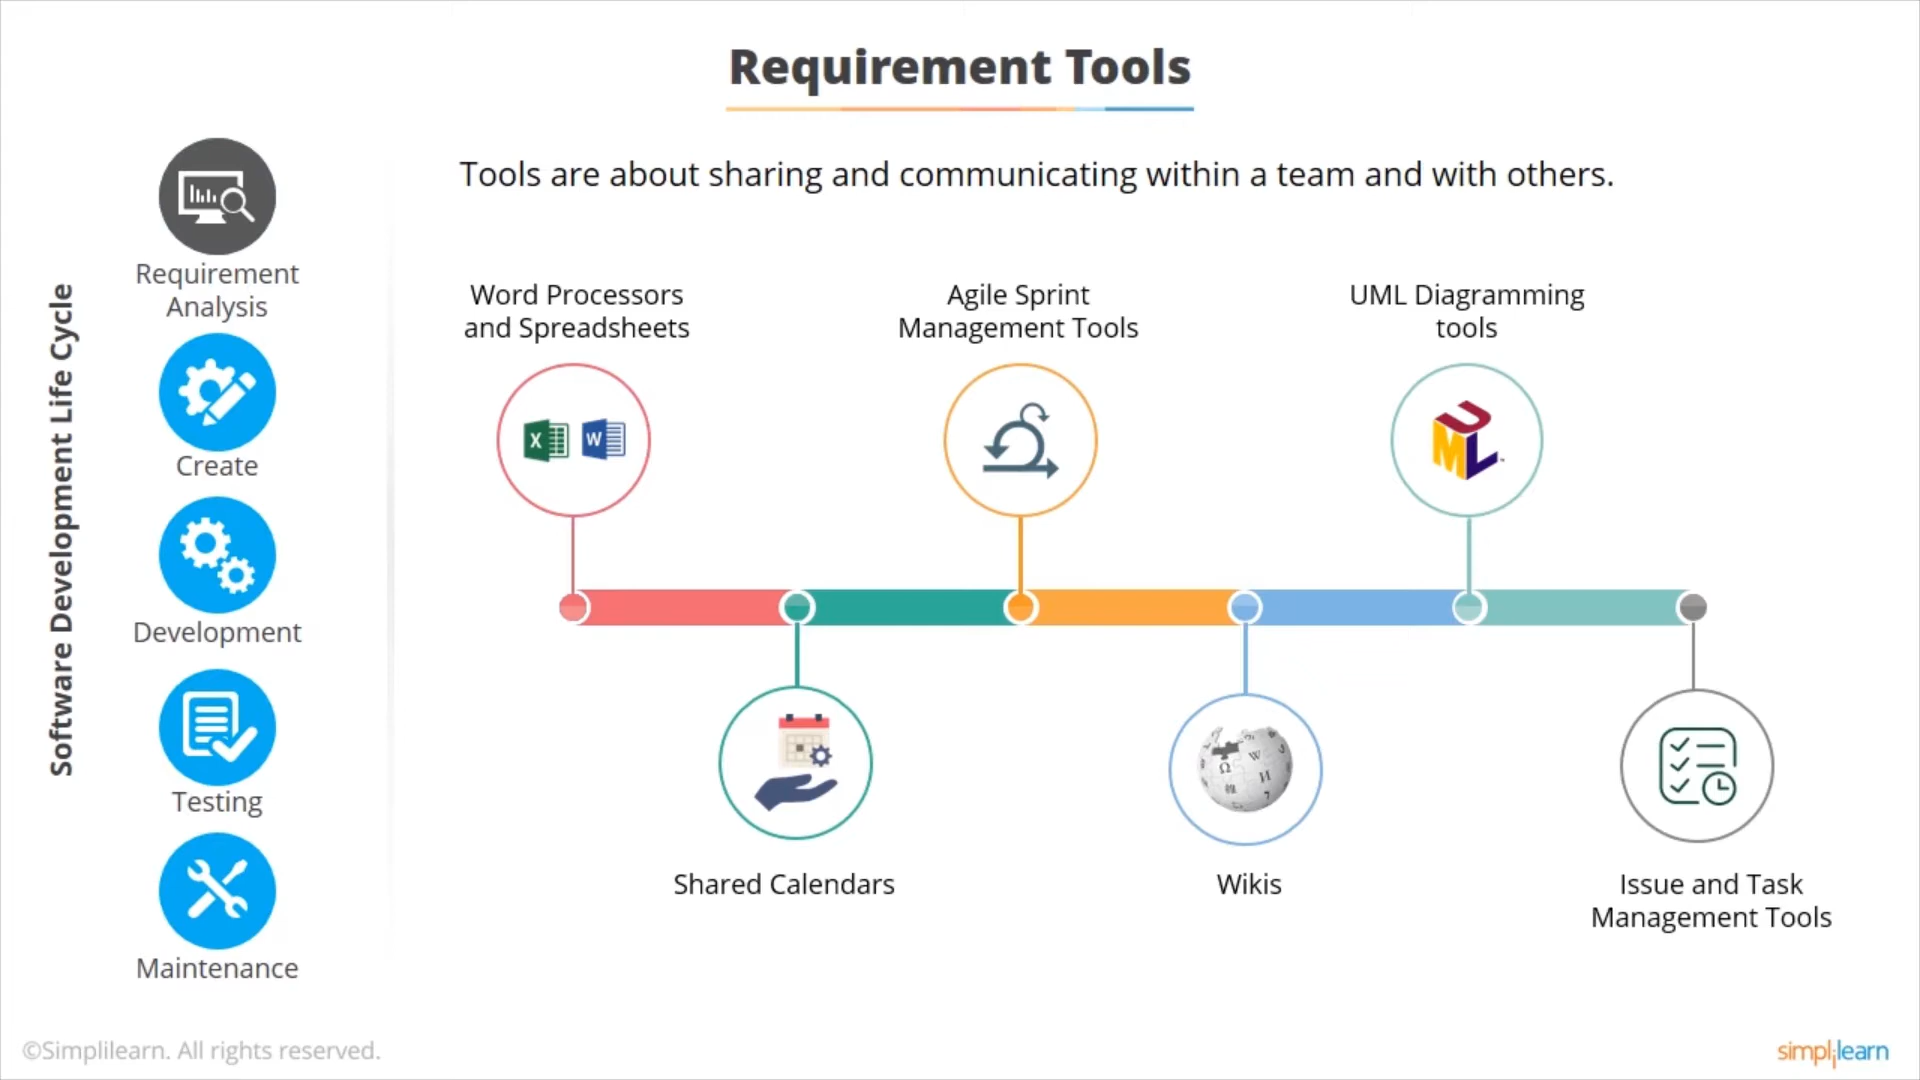 Requirement Tools
Tools are about sharing and communicating within a team and with others.
Software Development Life Cycle
Requirement
Analysis
Create
Development
Testing
Maintenance
Word Processors
and Spreadsheets
Agile Sprint
Management Tools
UML Diagramming
tools
X
W
UML
Shared Calendars
Wikis
Issue and Task
Management Tools
©Simplilearn. All rights reserved.
simplilearn